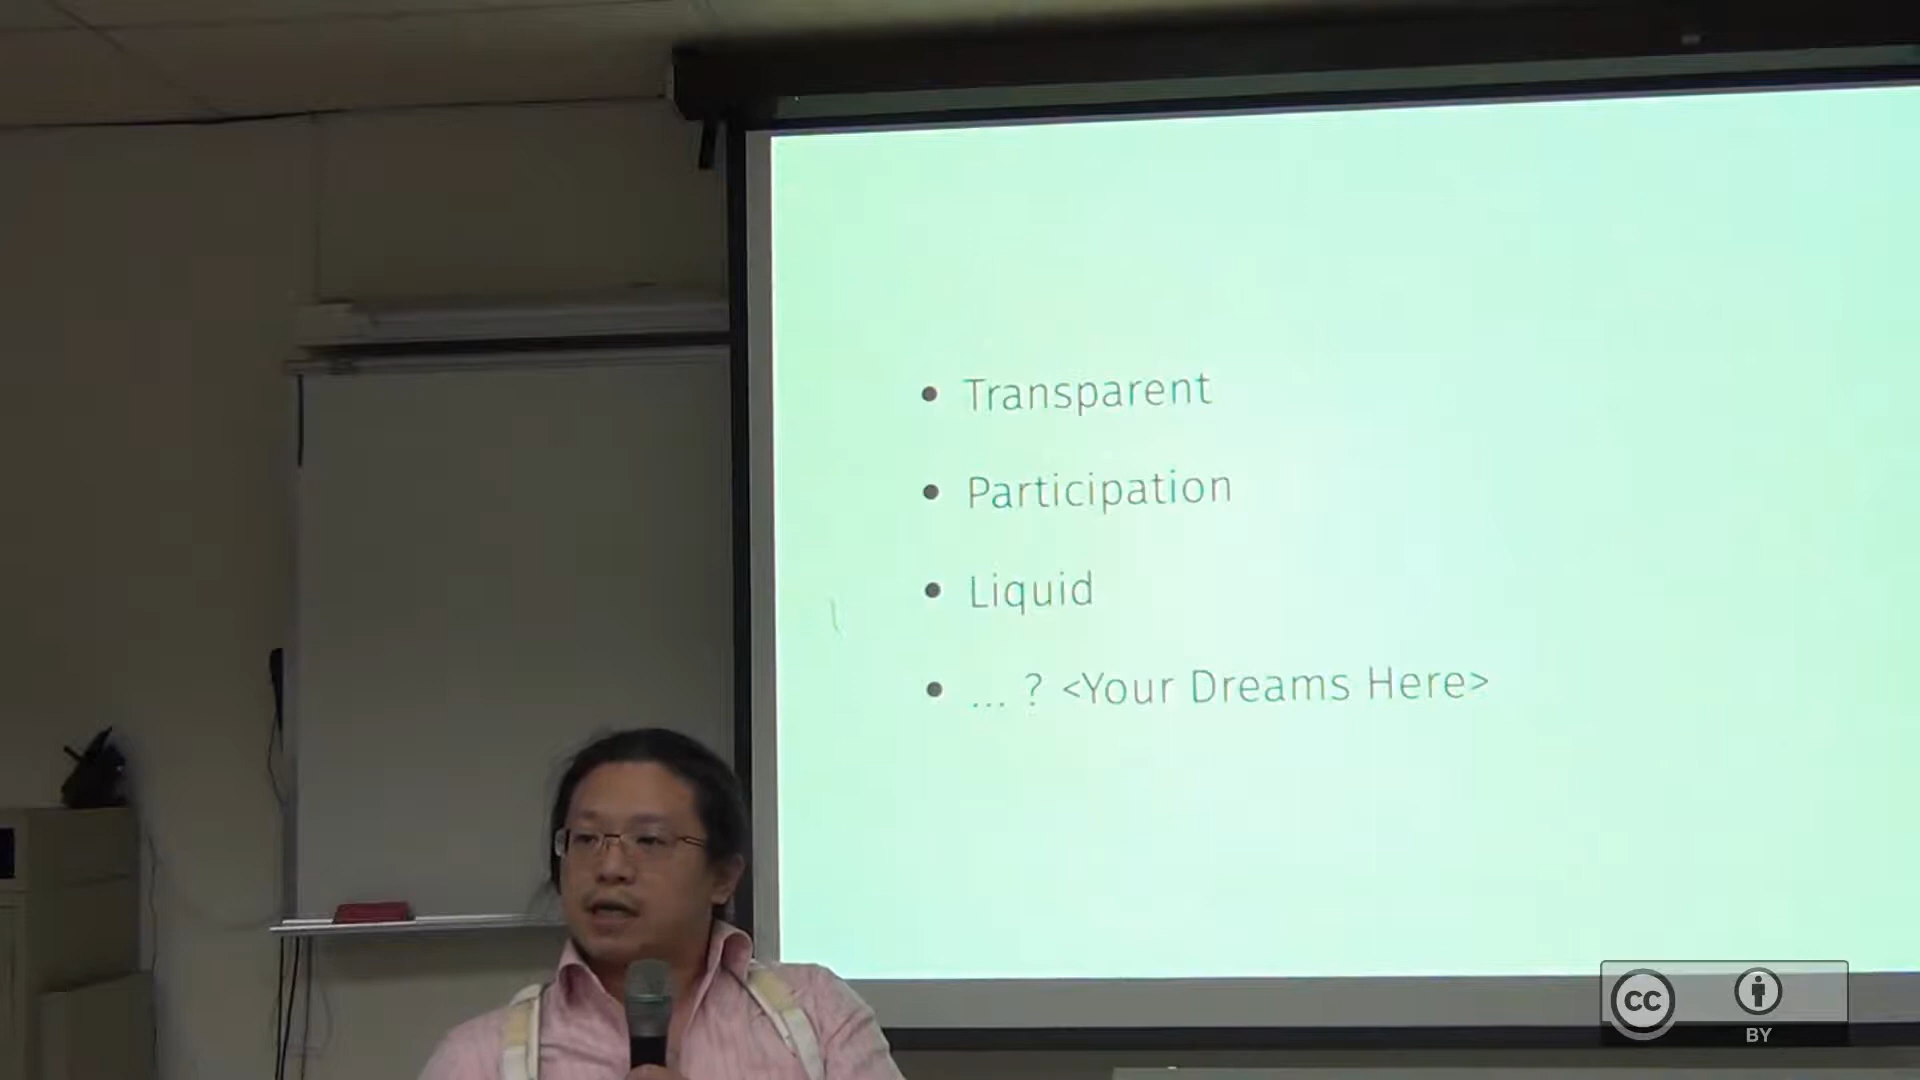 • Transparent
• Participation
• Liquid
• ... ? <Your Dreams Here>
cc
BY